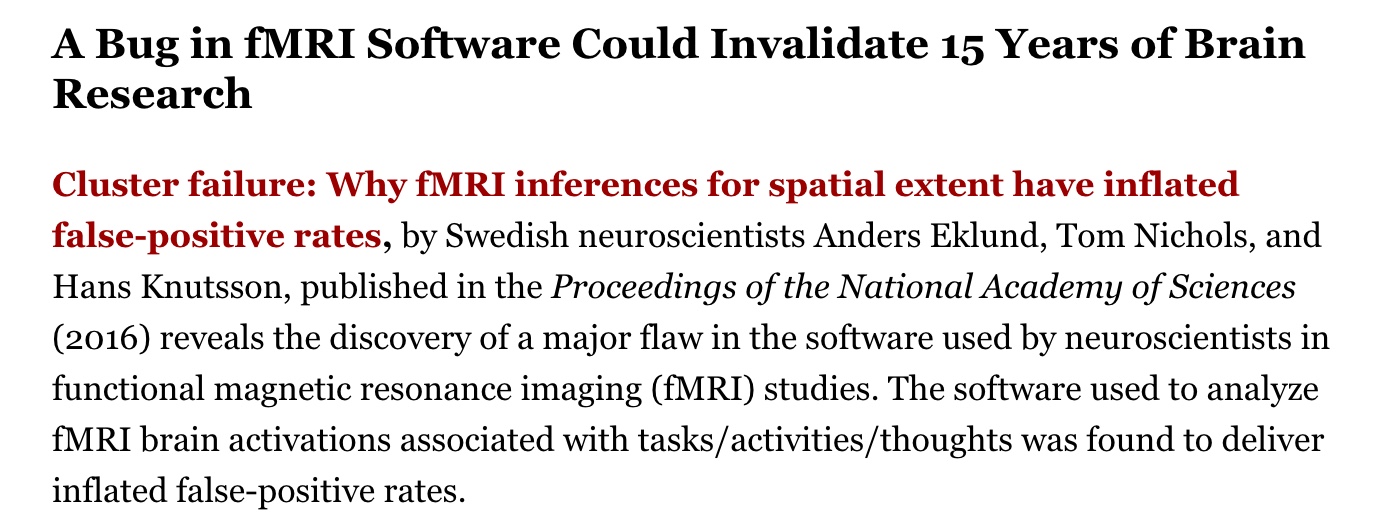 A Bug in fMRI Software Could Invalidate 15 Years of Brain
Research
Cluster failure: Why fMRI inferences for spatial extent have inflated
false-positive rates, by Swedish neuroscientists Anders Eklund, Tom Nichols, and
Hans Knutsson, published in the Proceedings of the National Academy of Sciences
(2016) reveals the discovery of a major flaw in the software used by neuroscientists in
functional magnetic resonance imaging (fMRI) studies. The software used to analyze
fMRI brain activations associated with tasks/activities/thoughts was found to deliver
inflated false-positive rates.